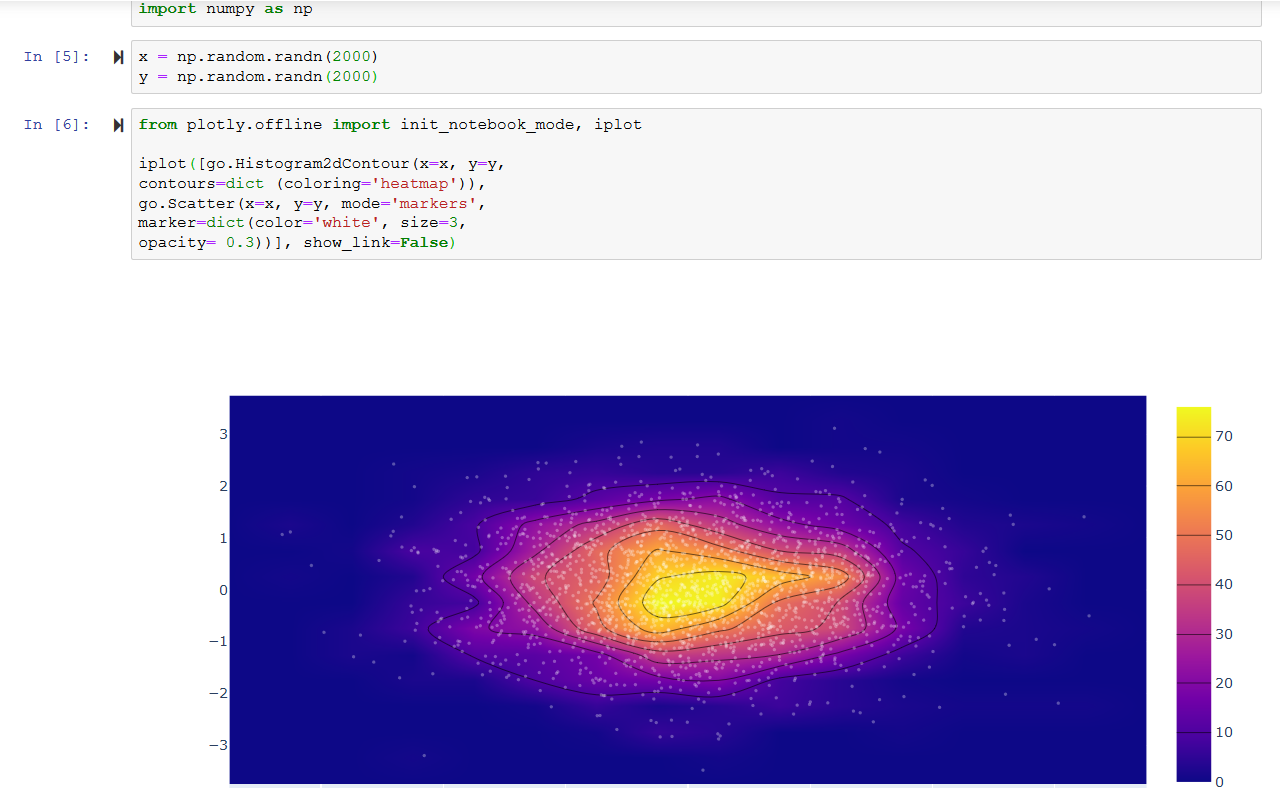 import numpy as np
In [5]:
x = np.random.randn(2000)
y = np.random.randn(2000)
In [6]:
from plotly.offline import init_notebook_mode, iplot
iplot([go.Histogram2dContour(x=x, y=y,
contours=dict (coloring='heatmap')),
go.Scatter(x=x, y=y, mode='markers',
marker=dict(color='white', size=3,
opacity= 0.3))], show_link=False)
3
2
1
0
−1
−2
−3
70
60
50
40
30
20
10
0